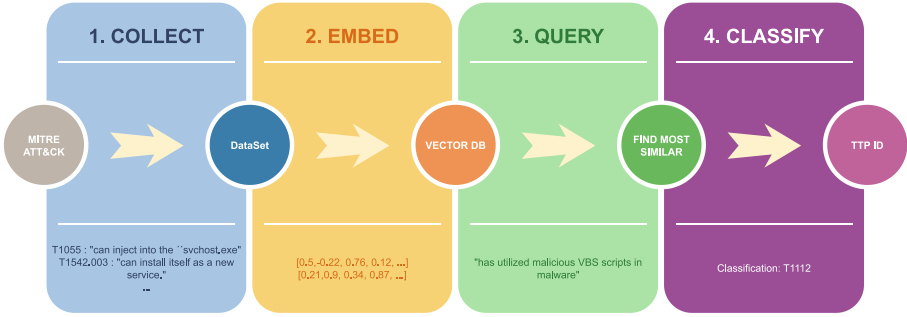 1. COLLECT
2. EMBED
3. QUERY
4. CLASSIFY
MITRE
ATT&CK
DataSet
VECTOR DB
FIND MOST
SIMILAR
TTP ID
T1055 : "can inject into the ``svchost.exe"
T1542.003 : "can install itself as a new
service."
...
[0.5,-0.22, 0.76, 0.12, ...]
[0.21,0.9, 0.34, 0.87, ...]
"has utilized malicious VBS scripts in
malware"
Classification: T1112